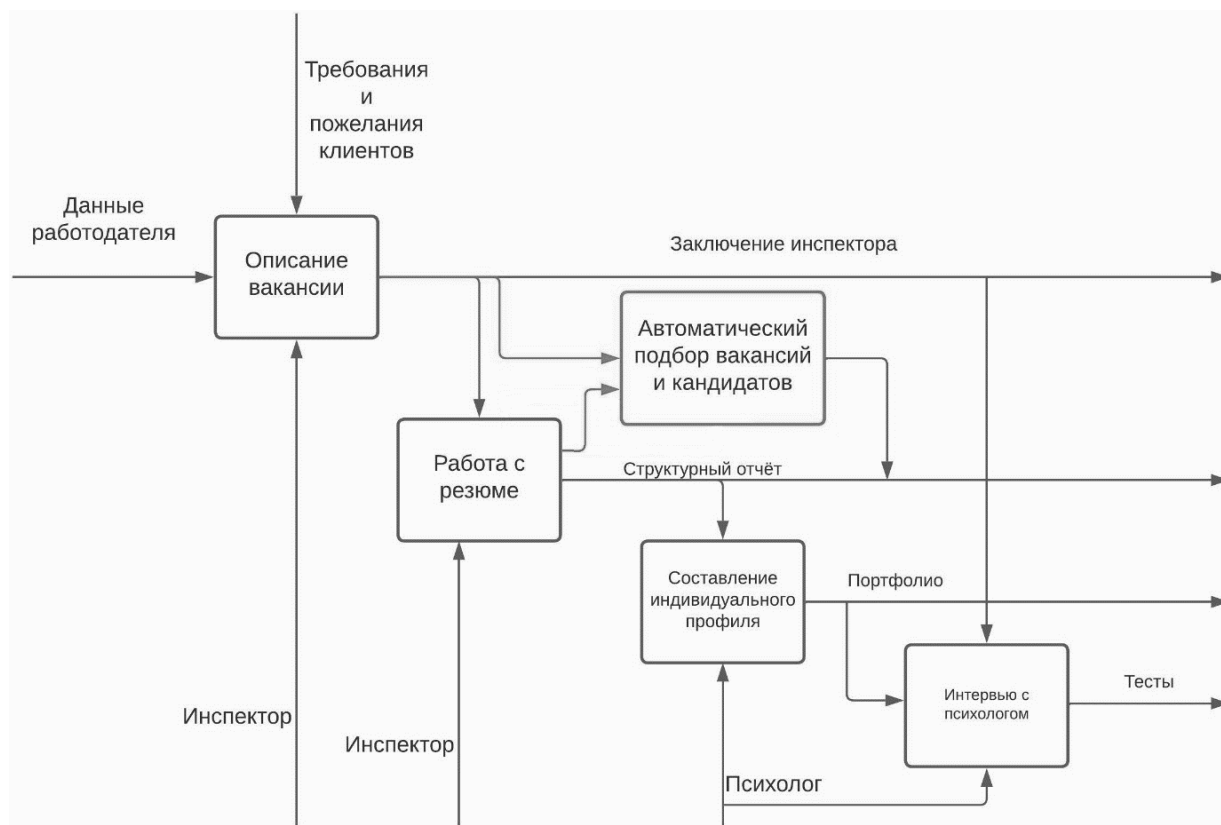 Требования
и
пожелания
клиентов
Данные
работодателя
Описание
вакансии
Заключение инспектора
Автоматический
подбор вакансий
и кандидатов
Работа с
резюме
Структурный отчёт
Составление
индивидуального
профиля
Портфолио
Интервью с
психологом
Тесты
Инспектор
Инспектор
Психолог